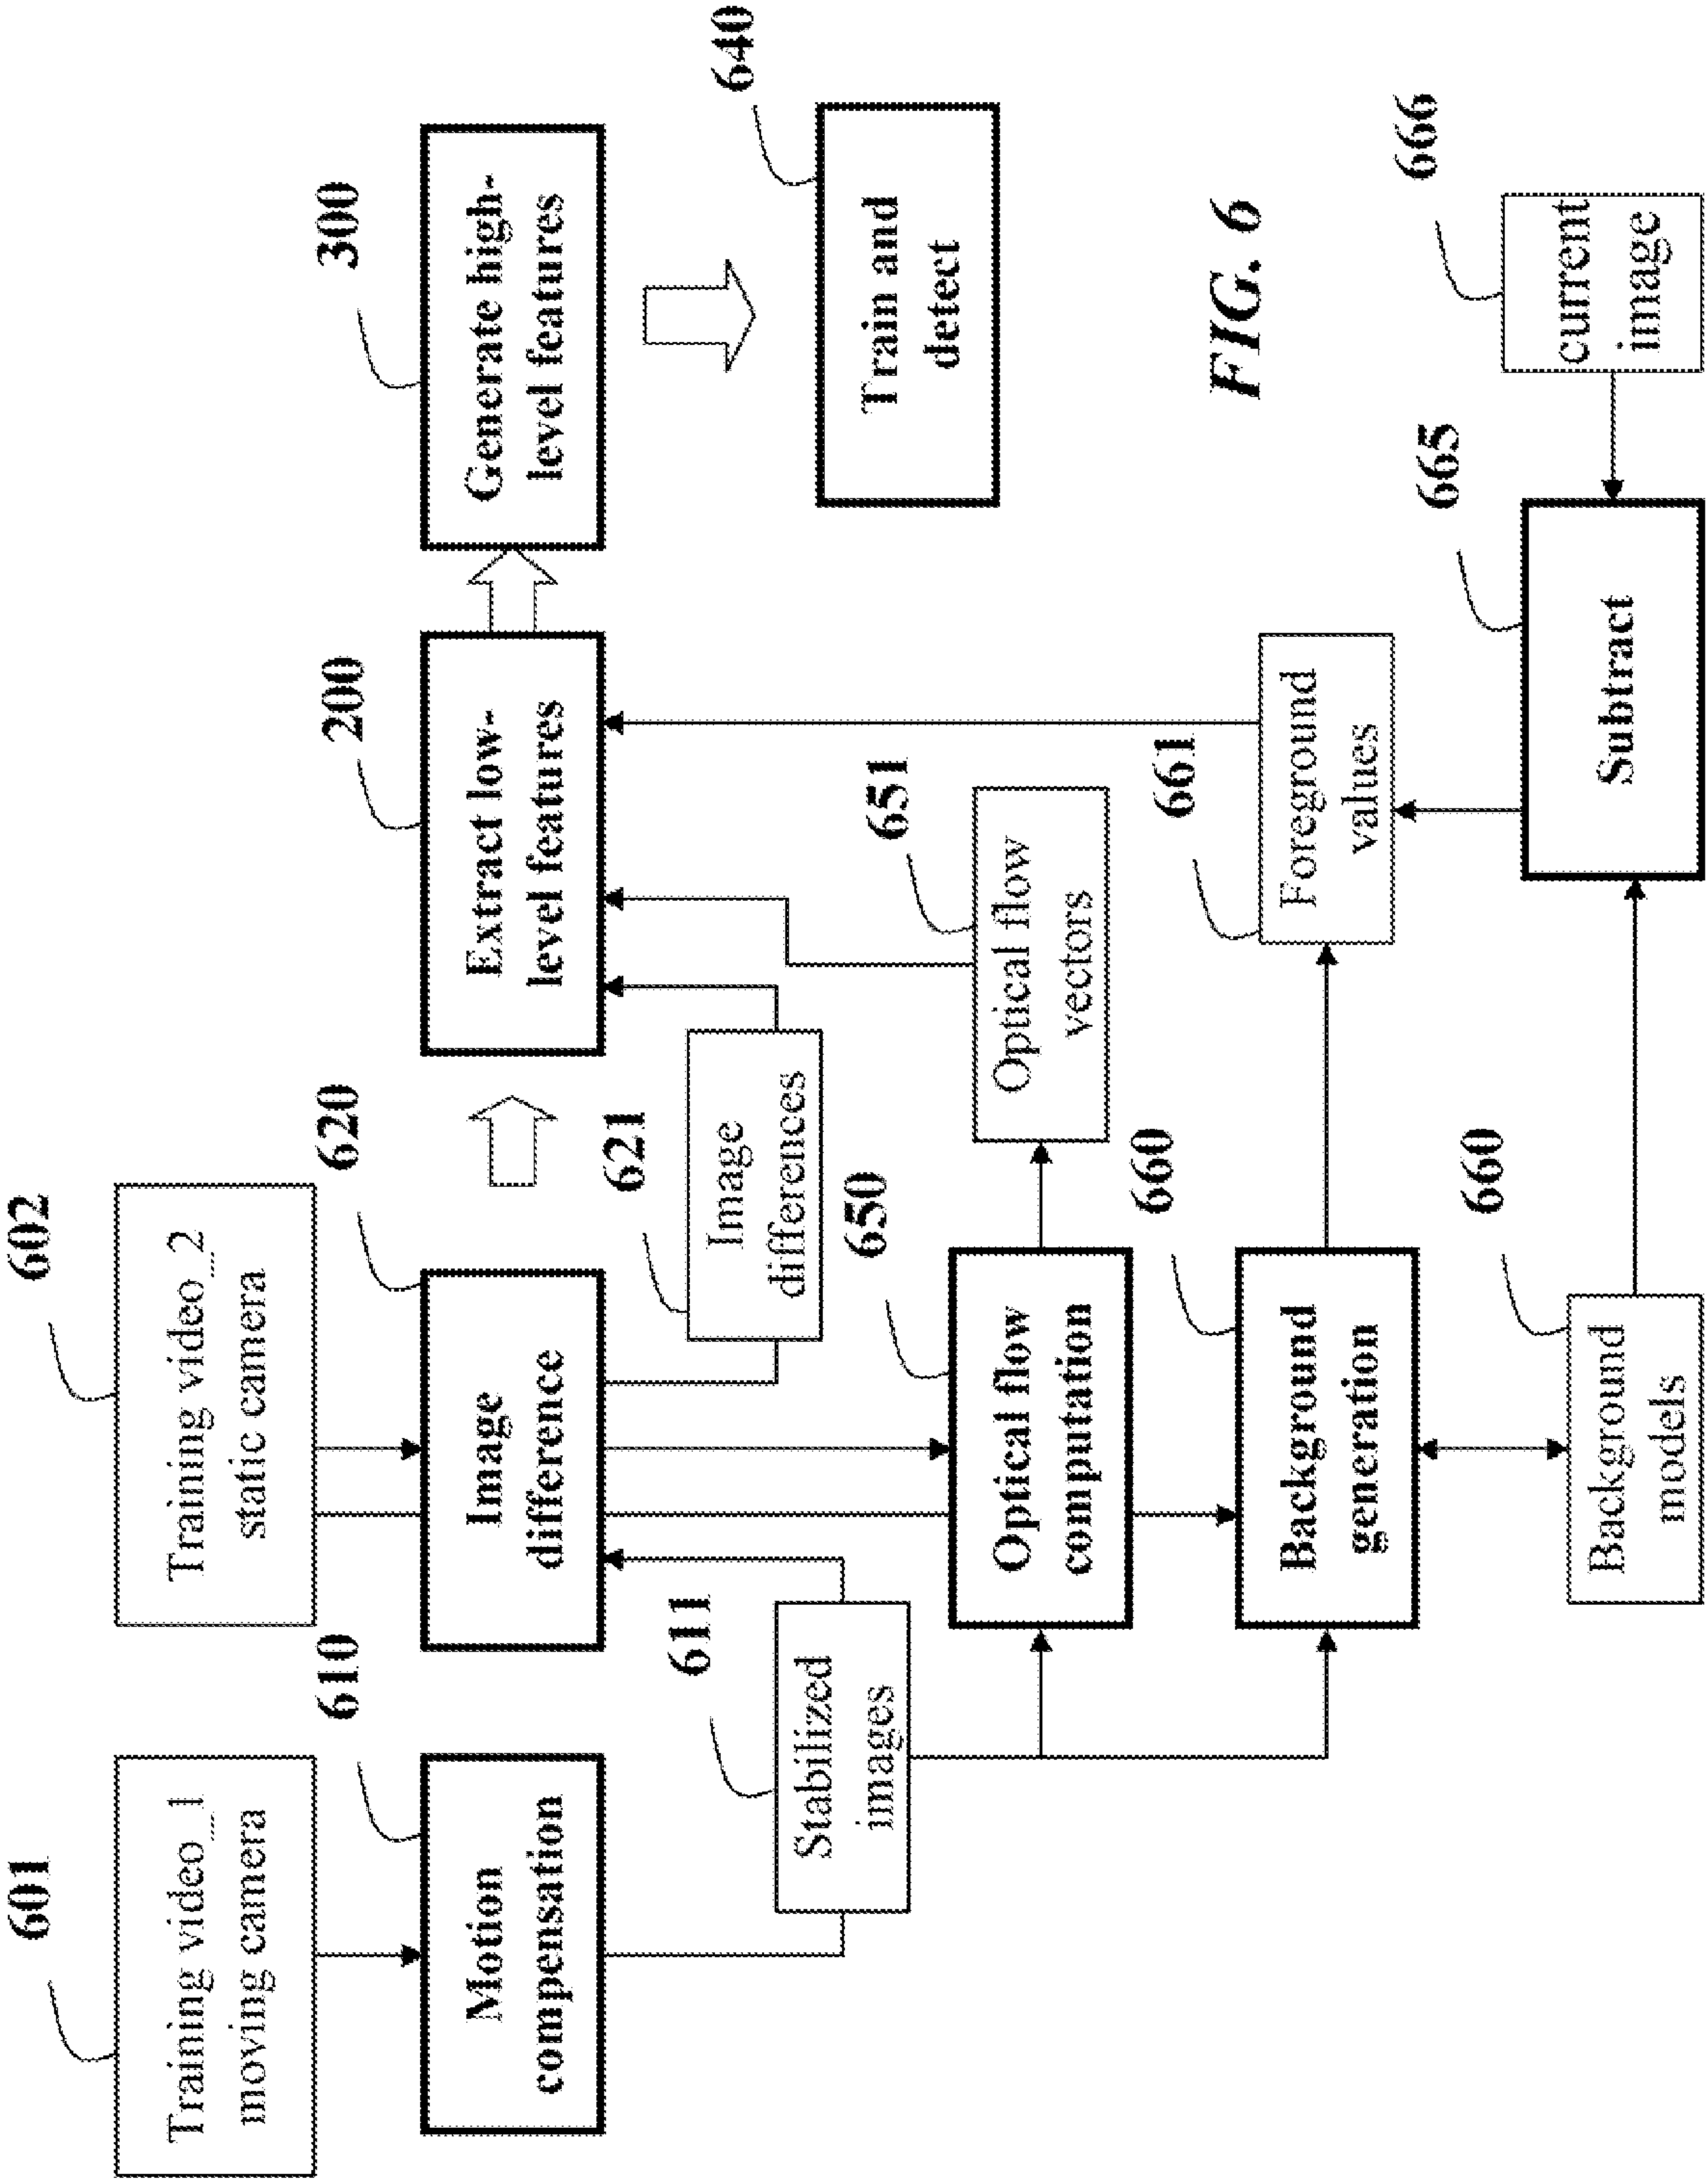 601
Training video_1
moving camera
602
Training video_2
static camera
610
Motion
compensation
620
Image
difference
200
Extract low-
level features
300
Generate high-
level features
611
Stabilized
images
621
Image
differences
640
Train and
detect
650
Optical flow
computation
651
Optical flow
vectors
660
Background
generation
661
Foreground
values
FIG. 6
660
Background
models
665
Subtract
666
current
image